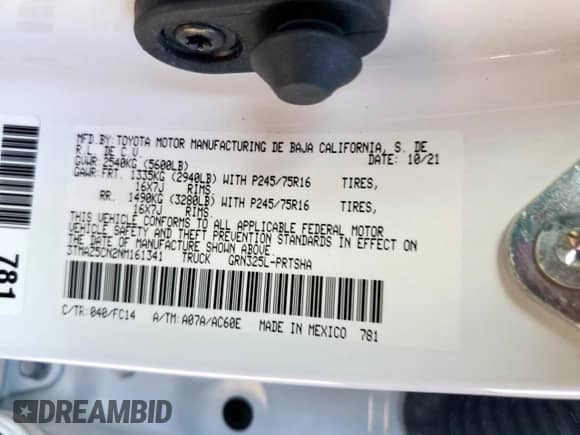 MFD.BY:TOYOTA MOTOR MANUFACTURING DE BAJA CALIFORNIA, S. DE
R.L. DE C.V. DATE: 10/21
GVWR: 2540KG (5600LB)
GAWR:FRT. 1335KG (2940LB) WITH P245/75R16 TIRES,
16X7J RIMS.
RR. 1490KG (3280LB) WITH P245/75R16 TIRES,
16X7J RIMS.
THIS VEHICLE CONFORMS TO ALL APPLICABLE FEDERAL MOTOR
VEHICLE SAFETY AND THEFT PREVENTION STANDARDS IN EFFECT ON
THE DATE OF MANUFACTURE SHOWN ABOVE.
3TMAZ5CN2NM161341 TRUCK GRN325L-PRTSHA
C/TR:040/FC14 A/TM:A07A/AC60E MADE IN MEXICO 781
781
DREAMBID